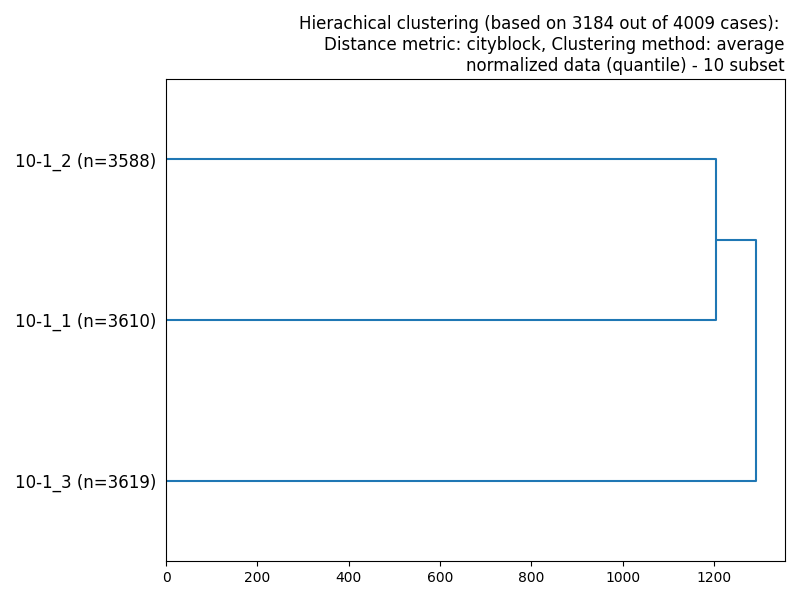 Hierachical clustering (based on 3184 out of 4009 cases):
Distance metric: cityblock, Clustering method: average
normalized data (quantile) - 10 subset
10-1_2 (n=3588)
10-1_1 (n=3610)
10-1_3 (n=3619)
0 200 400 600 800 1000 1200